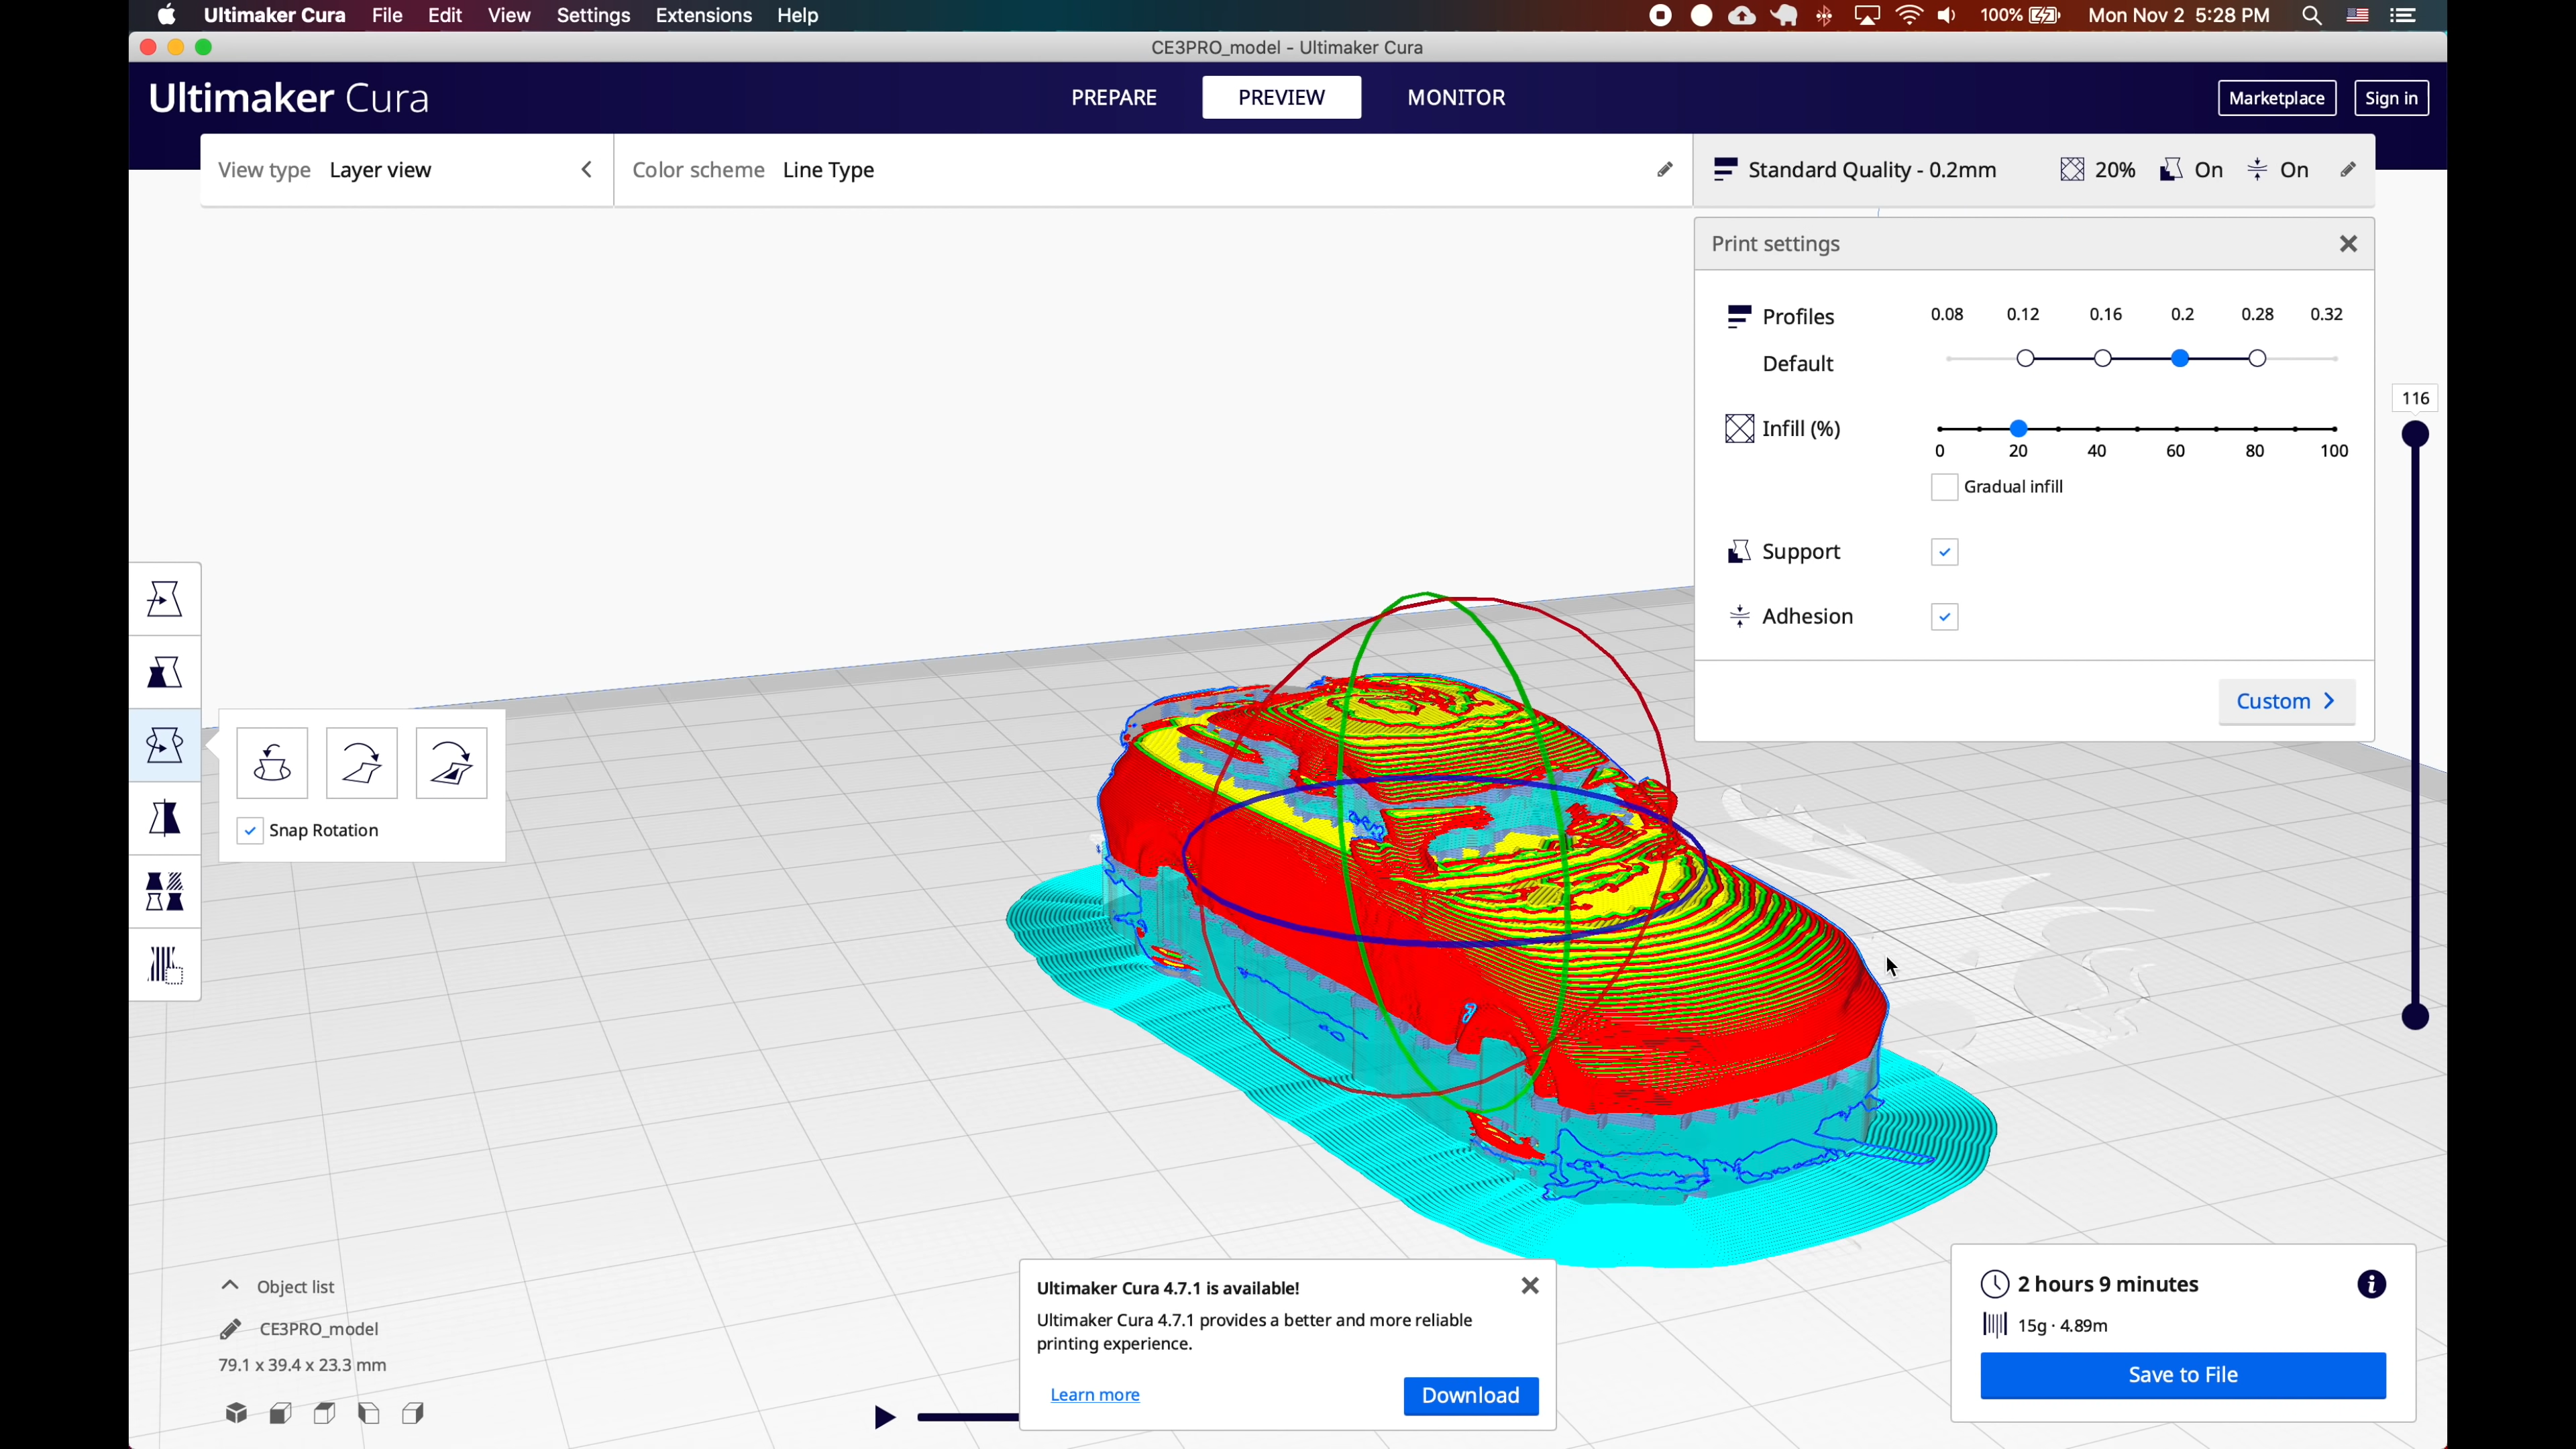 Ultimaker Cura File Edit View Settings Extensions Help 100% Mon Nov 2 5:28 PM
CE3PRO_model - Ultimaker Cura
Ultimaker Cura PREPARE PREVIEW MONITOR Marketplace Sign in
View type Layer view Color scheme Line Type Standard Quality - 0.2mm 20% On On
Print settings
Profiles 0.08 0.12 0.16 0.2 0.28 0.32
Default
116
Infill (%)
0 20 40 60 80 100
Gradual infill
Support
Adhesion
Custom
Snap Rotation
Object list
CE3PRO_model
79.1 x 39.4 x 23.3 mm
Ultimaker Cura 4.7.1 is available!
Ultimaker Cura 4.7.1 provides a better and more reliable
printing experience.
Learn more Download
2 hours 9 minutes
15g · 4.89m
Save to File